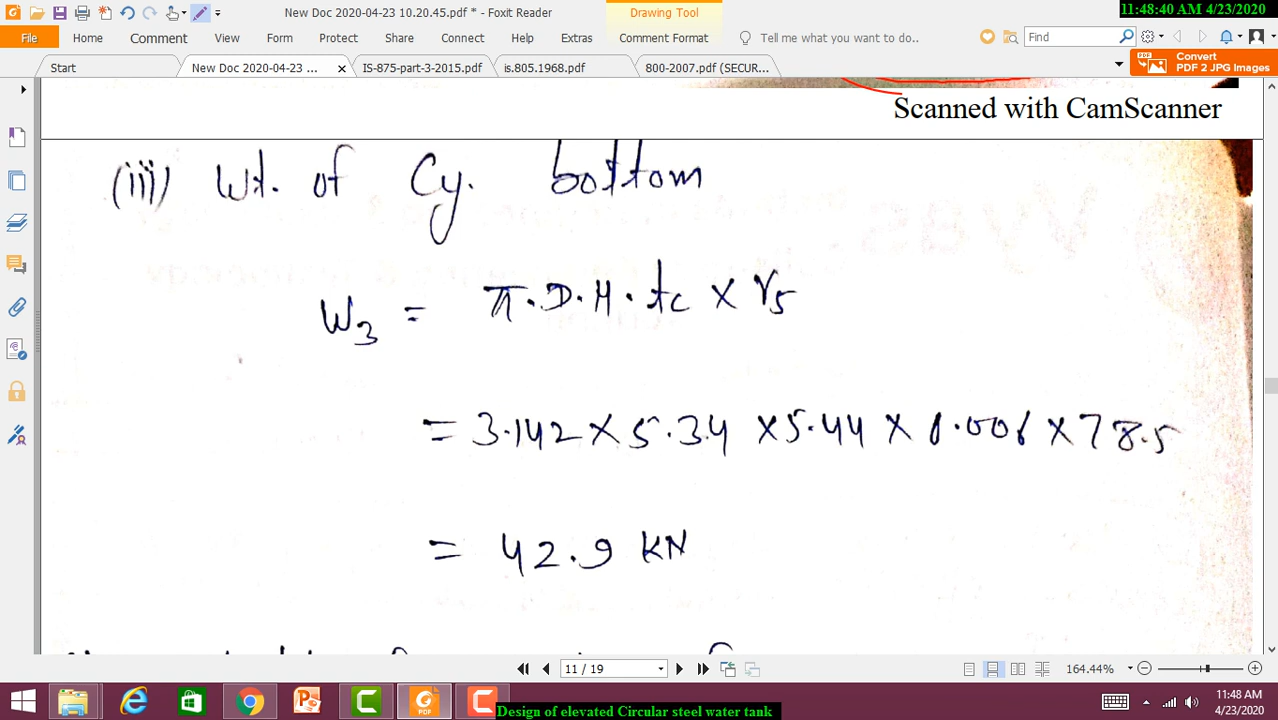 New Doc 2020-04-23 10.20.45.pdf * - Foxit Reader
Drawing Tool
11:48:40 AM 4/23/2020
File Home Comment View Form Protect Share Connect Help Extras Comment Format Tell me what you want to do.. Find
Start New Doc 2020-04-23 ... IS-875-part-3-2015.pdf is.805.1968.pdf 800-2007.pdf (SECUR...
Convert
PDF 2 JPG Images
PDF
Scanned with CamScanner
(iii) Wt. of Cy. bottom
W3 = π.D.H.tc × γs
= 3.142 × 5.34 × 5.44 × 0.006 × 78.5
= 42.9 KN
11 / 19
164.44%
PDF
11:48 AM
4/23/2020
Design of elevated Circular steel water tank